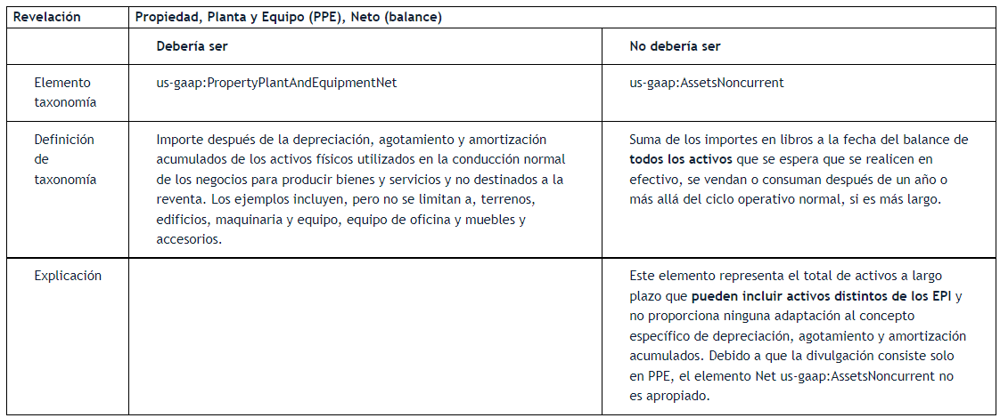 Revelación
Propiedad, Planta y Equipo (PPE), Neto (balance)
Debería ser
No debería ser
Elemento
taxonomía
us-gaap:PropertyPlantAndEquipmentNet
us-gaap:AssetsNoncurrent
Definición
de
taxonomía
Importe después de la depreciación, agotamiento y amortización
acumulados de los activos físicos utilizados en la conducción normal
de los negocios para producir bienes y servicios y no destinados a la
reventa. Los ejemplos incluyen, pero no se limitan a, terrenos,
edificios, maquinaria y equipo, equipo de oficina y muebles y
accesorios.
Suma de los importes en libros a la fecha del balance de
todos los activos que se espera que se realicen en
efectivo, se vendan o consuman después de un año o
más allá del ciclo operativo normal, si es más largo.
Explicación
Este elemento representa el total de activos a largo
plazo que pueden incluir activos distintos de los EPI y
no proporciona ninguna adaptación al concepto
específico de depreciación, agotamiento y amortización
acumulados. Debido a que la divulgación consiste solo
en PPE, el elemento Net us-gaap:AssetsNoncurrent no
es apropiado.